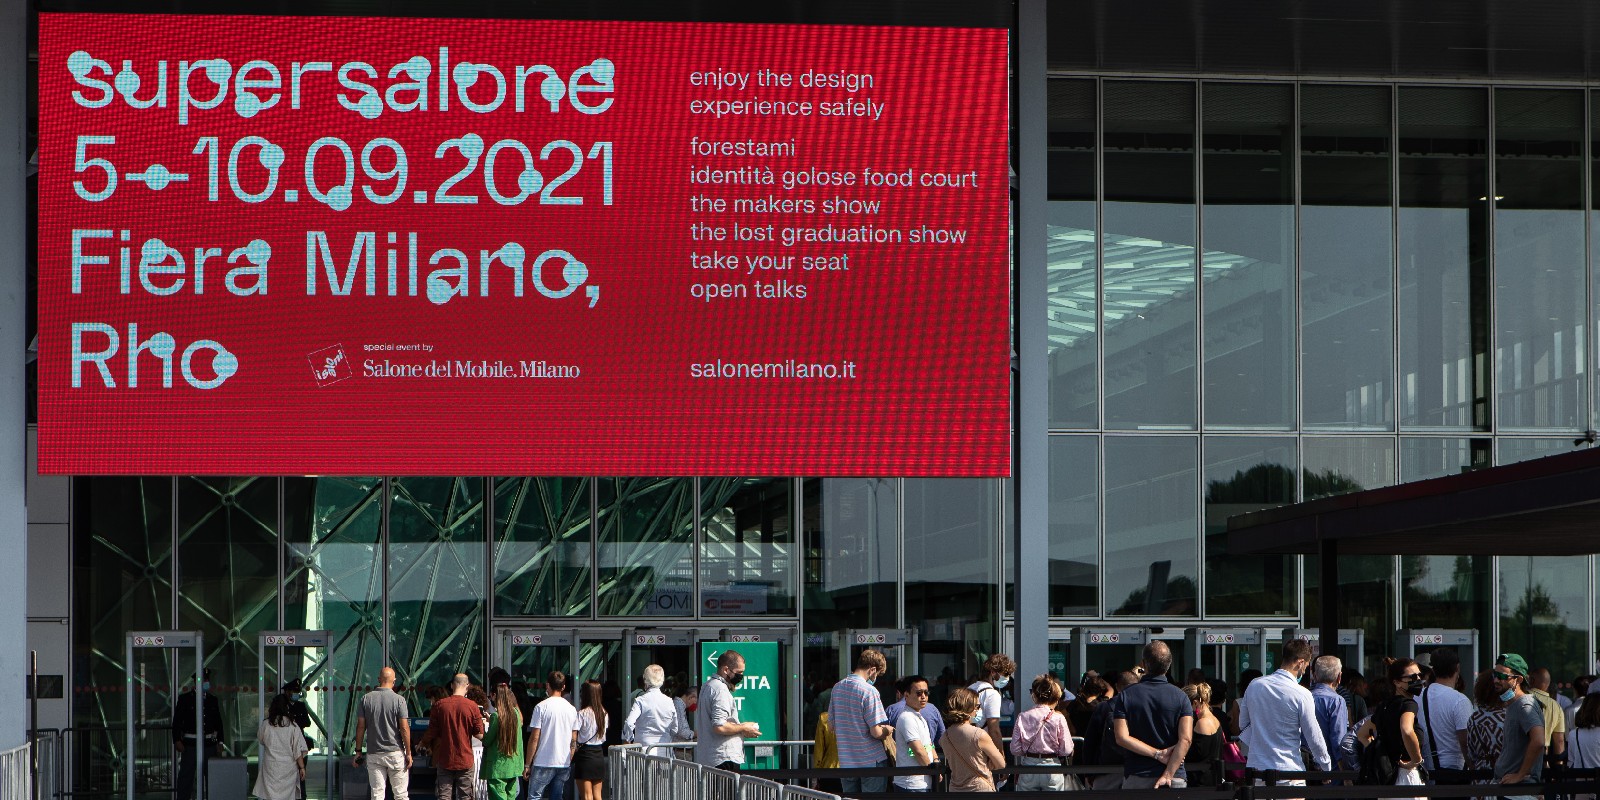 supersalone
5–10.09.2021
Fiera Milano,
Rho
special event by
Salone del Mobile. Milano
enjoy the design
experience safely
forestami
identità golose food court
the makers show
the lost graduation show
take your seat
open talks
salonemilano.it
HOMI